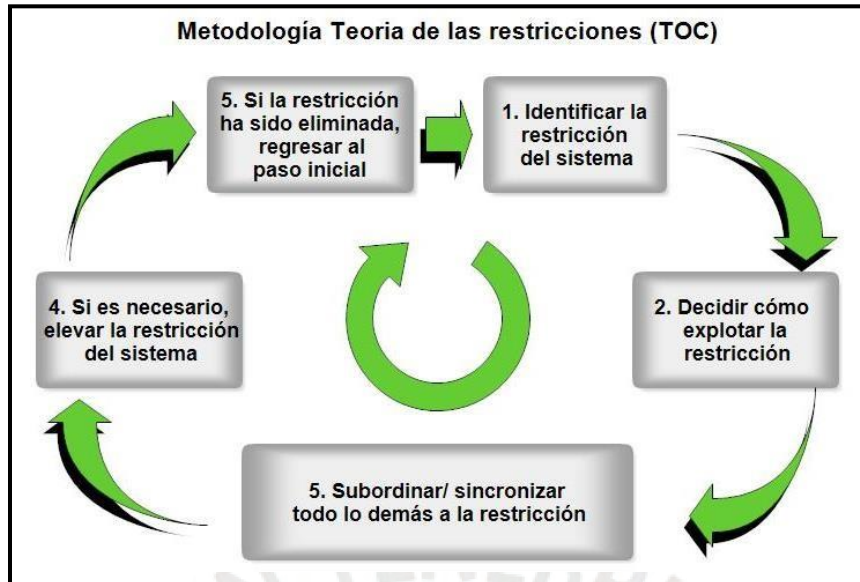 Metodología Teoria de las restricciones (TOC)
5. Si la restricción
ha sido eliminada,
regresar al
paso inicial
1. Identificar la
restricción
del sistema
2. Decidir cómo
explotar la
restricción
5. Subordinar/ sincronizar
todo lo demás a la restricción
4. Si es necesario,
elevar la restricción
del sistema